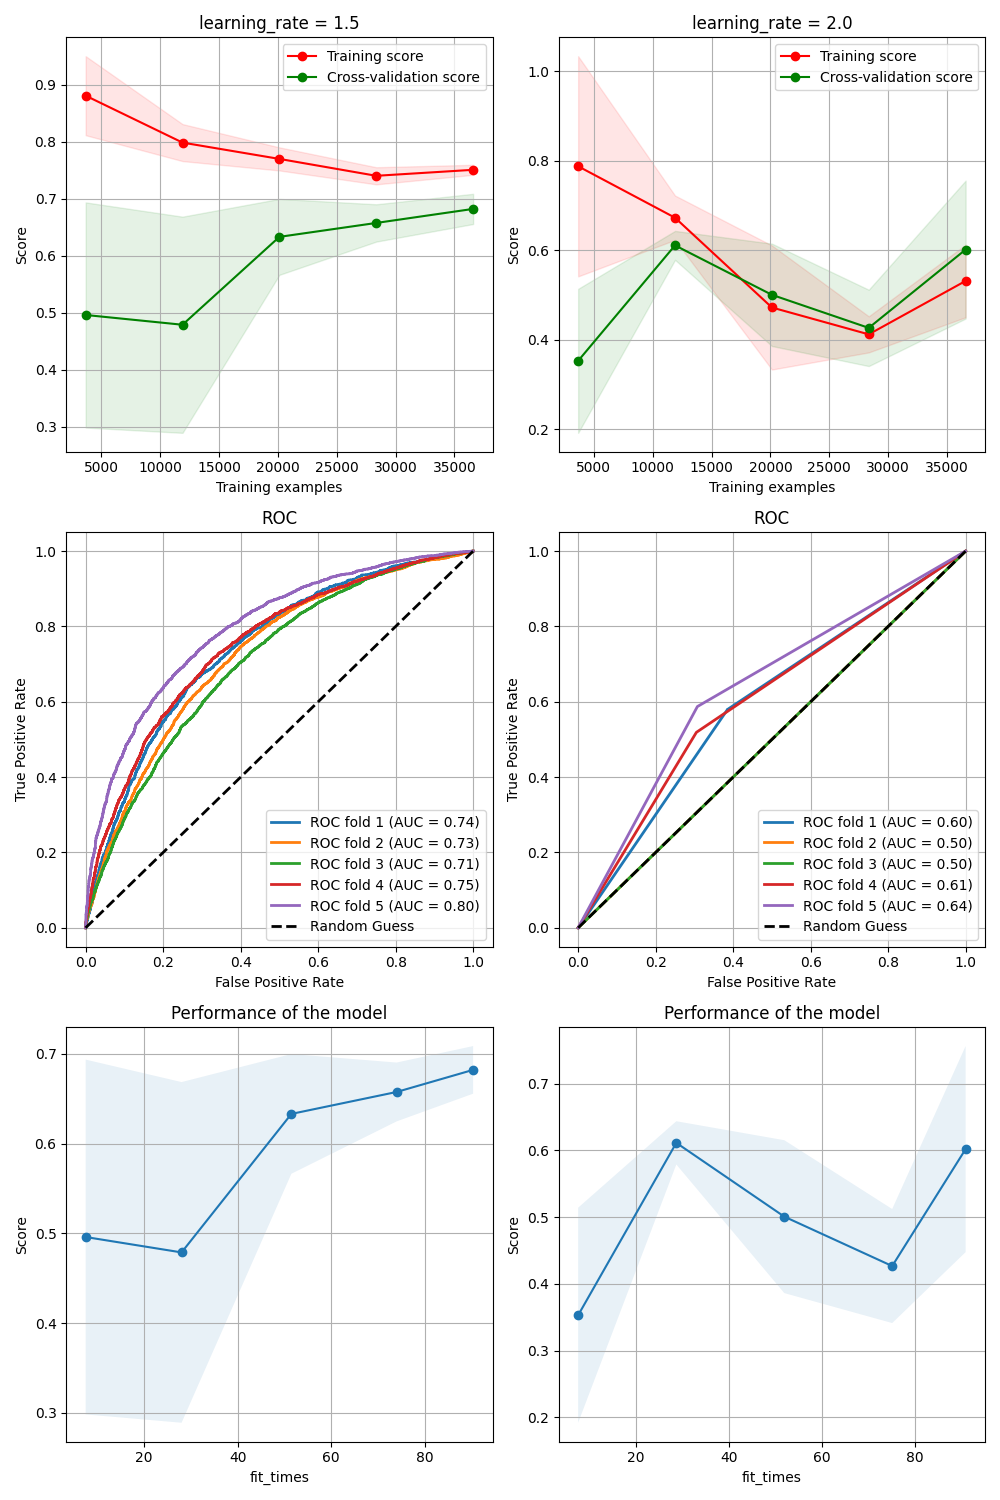 learning_rate = 1.5
Training score
Cross-validation score
0.9
0.8
0.7
0.6
0.5
0.4
0.3
Score
5000 10000 15000 20000 25000 30000 35000
Training examples
learning_rate = 2.0
Training score
Cross-validation score
1.0
0.8
0.6
0.4
0.2
Score
5000 10000 15000 20000 25000 30000 35000
Training examples
ROC
1.0
0.8
0.6
0.4
0.2
0.0
True Positive Rate
ROC fold 1 (AUC = 0.74)
ROC fold 2 (AUC = 0.73)
ROC fold 3 (AUC = 0.71)
ROC fold 4 (AUC = 0.75)
ROC fold 5 (AUC = 0.80)
Random Guess
0.0 0.2 0.4 0.6 0.8 1.0
False Positive Rate
ROC
1.0
0.8
0.6
0.4
0.2
0.0
True Positive Rate
ROC fold 1 (AUC = 0.60)
ROC fold 2 (AUC = 0.50)
ROC fold 3 (AUC = 0.50)
ROC fold 4 (AUC = 0.61)
ROC fold 5 (AUC = 0.64)
Random Guess
0.0 0.2 0.4 0.6 0.8 1.0
False Positive Rate
Performance of the model
0.7
0.6
0.5
0.4
0.3
Score
20 40 60 80
fit_times
Performance of the model
0.7
0.6
0.5
0.4
0.3
0.2
Score
20 40 60 80
fit_times